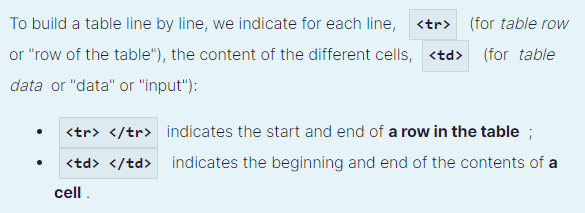 To build a table line by line, we indicate for each line, <tr> (for table row
or "row of the table"), the content of the different cells, <td> (for table
data or "data" or "input"):
• <tr> </tr> indicates the start and end of a row in the table ;
• <td> </td> indicates the beginning and end of the contents of a
cell .